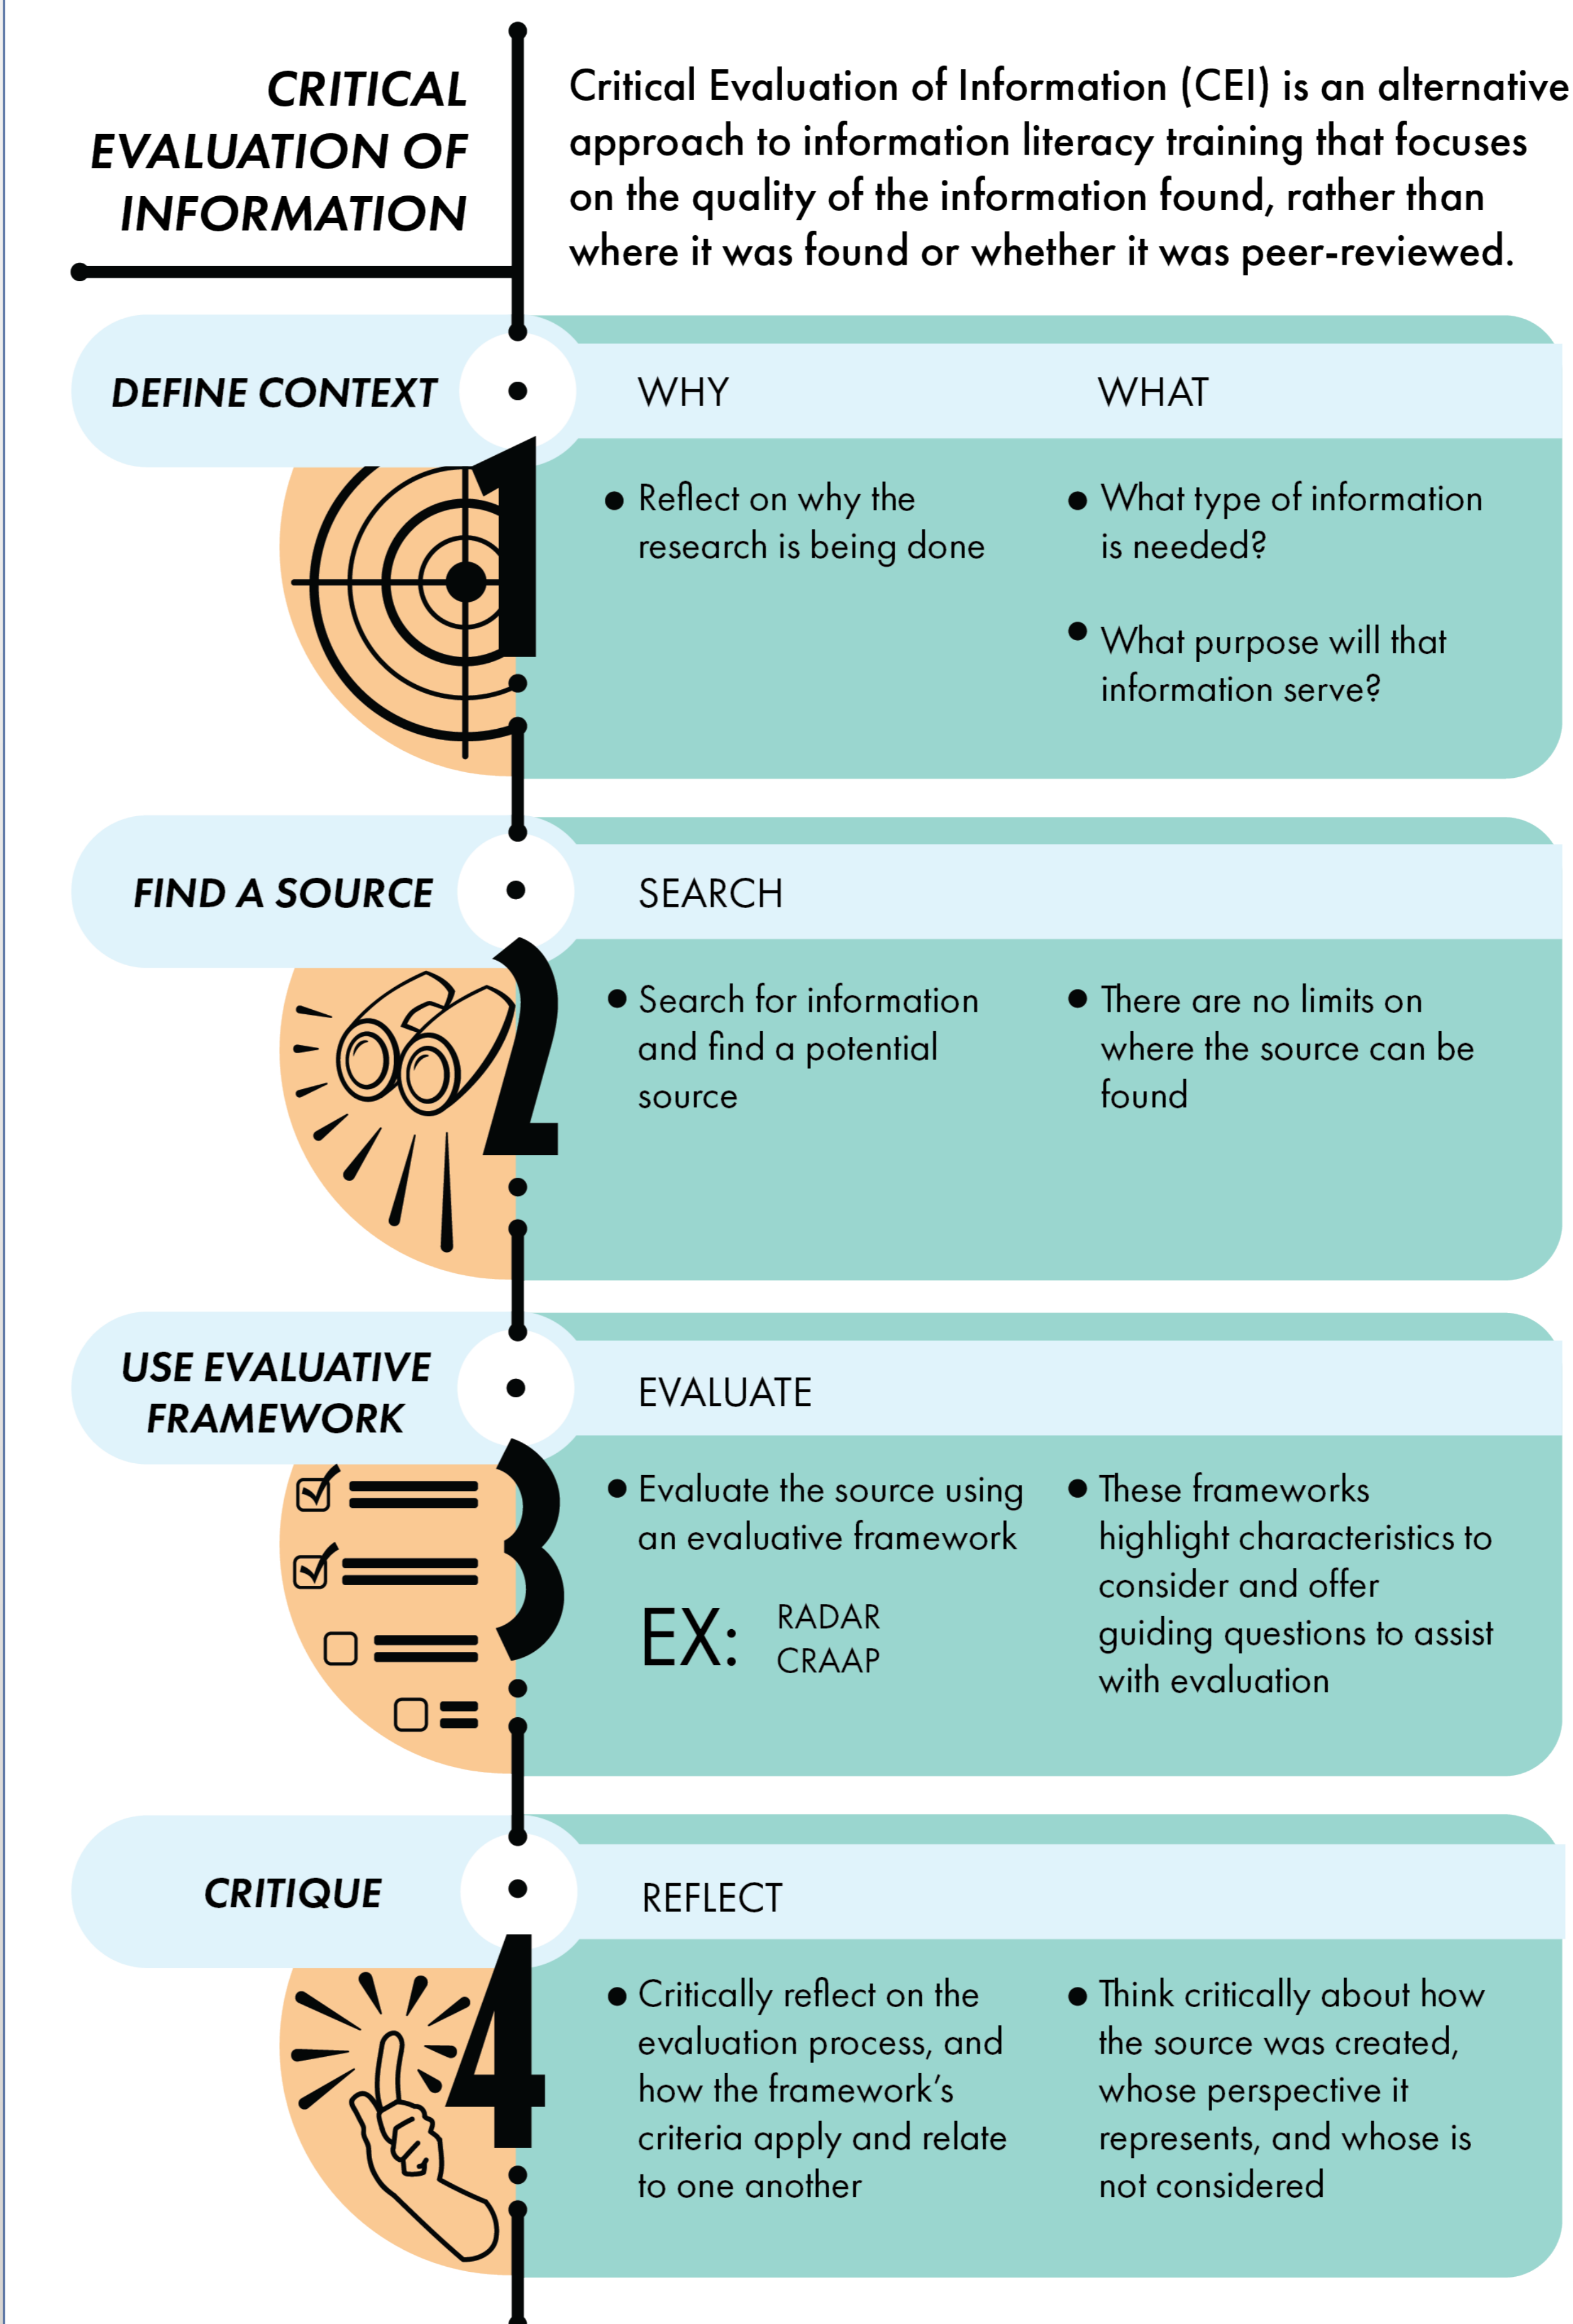 CRITICAL
EVALUATION OF
INFORMATION
Critical Evaluation of Information (CEI) is an alternative
approach to information literacy training that focuses
on the quality of the information found, rather than
where it was found or whether it was peer-reviewed.
DEFINE CONTEXT
1
WHY
Reflect on why the
research is being done
WHAT
What type of information
is needed?
What purpose will that
information serve?
FIND A SOURCE
2
SEARCH
Search for information
and find a potential
source
There are no limits on
where the source can be
found
USE EVALUATIVE
FRAMEWORK
3
EVALUATE
Evaluate the source using
an evaluative framework
EX:
RADAR
CRAAP
These frameworks
highlight characteristics to
consider and offer
guiding questions to assist
with evaluation
CRITIQUE
4
REFLECT
Critically reflect on the
evaluation process, and
how the framework's
criteria apply and relate
to one another
Think critically about how
the source was created,
whose perspective it
represents, and whose is
not considered